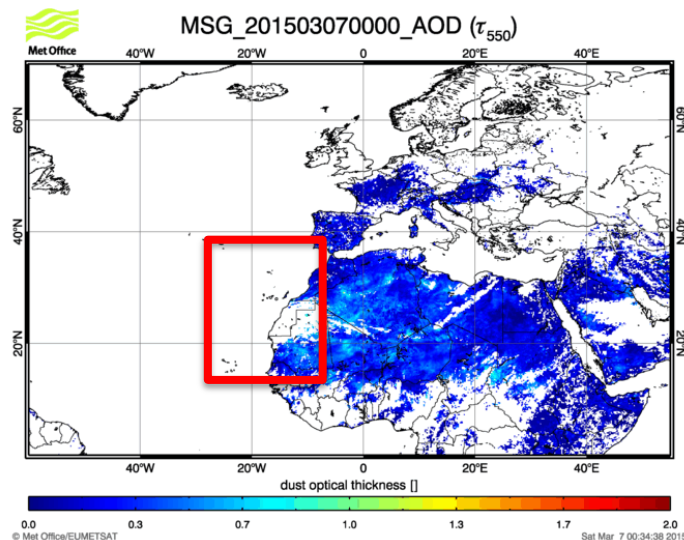 Met Office
MSG_201503070000_AOD (τ550)
40°W 20°W 0 20°E 40°E
60°N 60°N
40°N 40°N
20°N 20°N
40°W 20°W 0 20°E 40°E
dust optical thickness []
0.0 0.3 0.7 1.0 1.3 1.7 2.0
© Met Office/EUMETSAT Sat Mar 7 00:34:38 2015